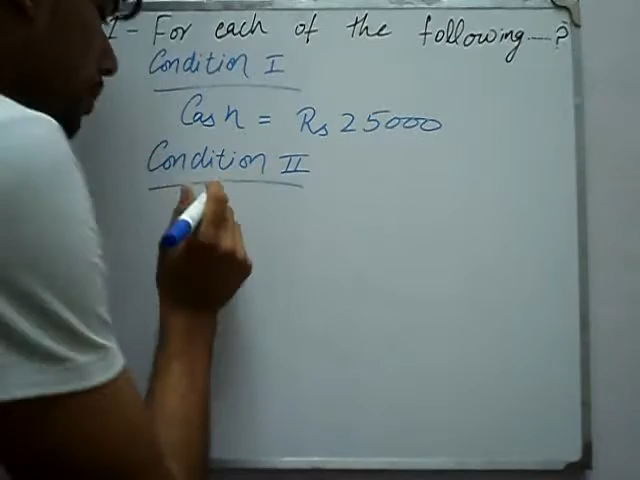 I - For each of the following ---- ?
Condition I
Cash = Rs 25000
Condition II